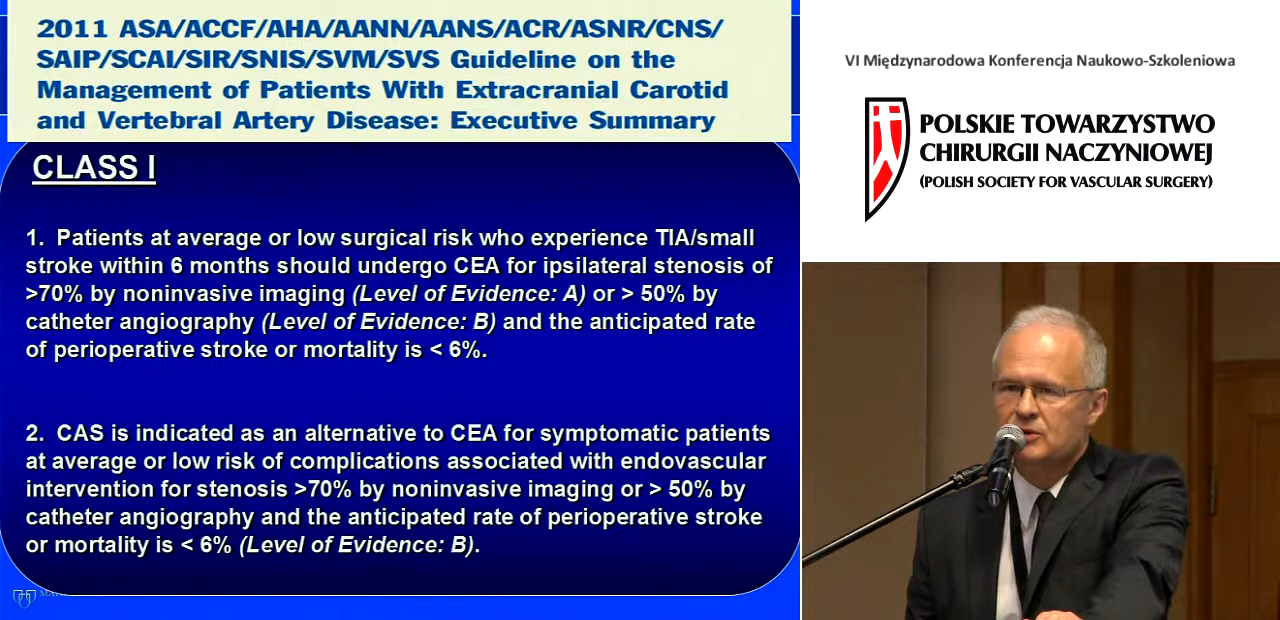 2011 ASA/ACCF/AHA/AANN/AANS/ACR/ASNR/CNS/
SAIP/SCAI/SIR/SNIS/SVM/SVS Guideline on the
Management of Patients With Extracranial Carotid
and Vertebral Artery Disease: Executive Summary
CLASS I
1. Patients at average or low surgical risk who experience TIA/small
stroke within 6 months should undergo CEA for ipsilateral stenosis of
>70% by noninvasive imaging (Level of Evidence: A) or > 50% by
catheter angiography (Level of Evidence: B) and the anticipated rate
of perioperative stroke or mortality is < 6%.
2. CAS is indicated as an alternative to CEA for symptomatic patients
at average or low risk of complications associated with endovascular
intervention for stenosis >70% by noninvasive imaging or > 50% by
catheter angiography and the anticipated rate of perioperative stroke
or mortality is < 6% (Level of Evidence: B).
VI Międzynarodowa Konferencja Naukowo-Szkoleniowa
POLSKIE TOWARZYSTWO
CHIRURGII NACZYNIOWEJ
(POLISH SOCIETY FOR VASCULAR SURGERY)